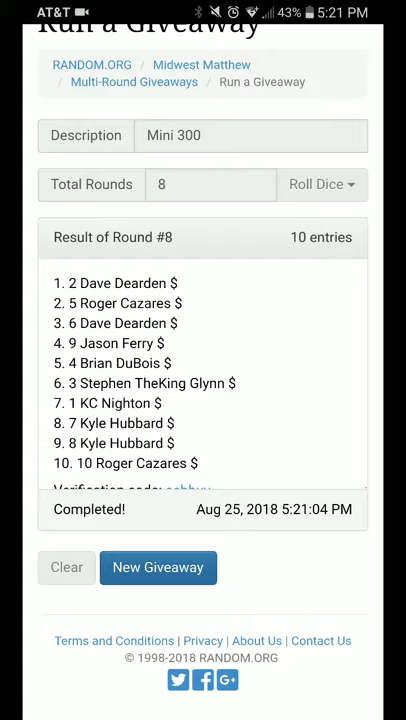 AT&T 43% 5:21 PM
Run a Giveaway
RANDOM.ORG / Midwest Matthew
/ Multi-Round Giveaways / Run a Giveaway
Description Mini 300
Total Rounds 8 Roll Dice
Result of Round #8 10 entries
1. 2 Dave Dearden $
2. 5 Roger Cazares $
3. 6 Dave Dearden $
4. 9 Jason Ferry $
5. 4 Brian DuBois $
6. 3 Stephen TheKing Glynn $
7. 1 KC Nighton $
8. 7 Kyle Hubbard $
9. 8 Kyle Hubbard $
10. 10 Roger Cazares $
Verification code:
Completed! Aug 25, 2018 5:21:04 PM
Clear New Giveaway
Terms and Conditions | Privacy | About Us | Contact Us
© 1998-2018 RANDOM.ORG